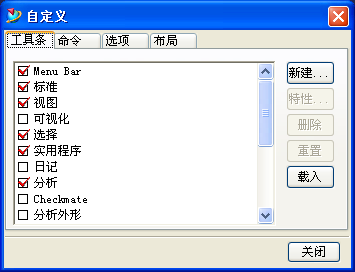 自定义
工具条 命令 选项 布局
Menu Bar
标准
视图
可视化
选择
实用程序
日记
分析
Checkmate
分析外形
新建...
特性...
删除
重置
载入
关闭